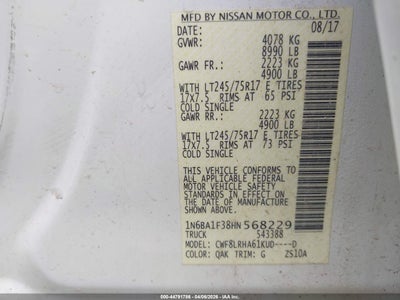 MFD BY NISSAN MOTOR CO., LTD.
DATE: 08/17
GVWR: 4078 KG
8990 LB
GAWR FR.: 2223 KG
4900 LB
WITH LT245/75R17 E TIRES
17X7.5 RIMS AT 65 PSI
COLD SINGLE
GAWR RR.: 2223 KG
4900 LB
WITH LT245/75R17 E TIRES
17X7.5 RIMS AT 73 PSI
COLD SINGLE
THIS VEHICLE CONFORMS TO
ALL APPLICABLE FEDERAL
MOTOR VEHICLE SAFETY
STANDARDS IN EFFECT ON THE
DATE OF MANUFACTURE SHOWN
ABOVE.
1N6BA1F38HN568229
TRUCK 543388
MODEL: CWF8LRHA61KUD----D
COLOR: QAK TRIM: G ZS10A
000-44791786 - 04/06/2026 - IAAI.COM